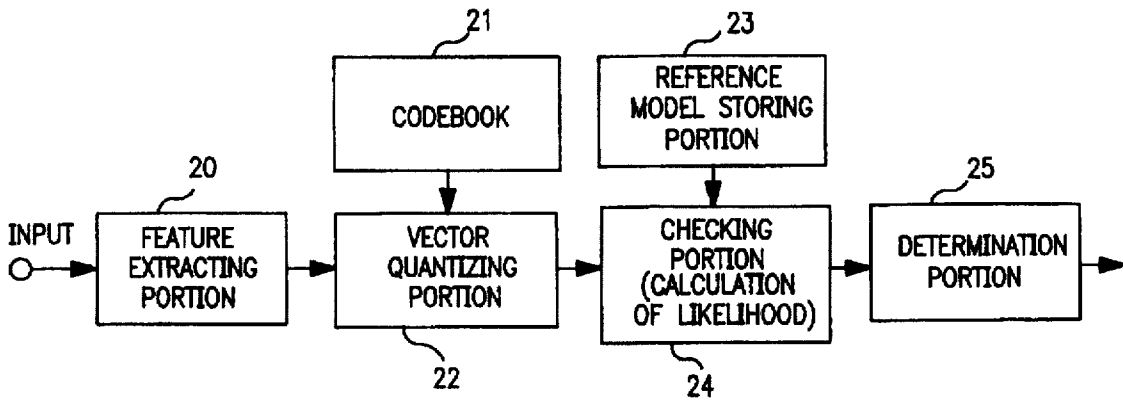 21
CODEBOOK
23
REFERENCE
MODEL STORING
PORTION
INPUT
20
FEATURE
EXTRACTING
PORTION
VECTOR
QUANTIZING
PORTION
22
CHECKING
PORTION
(CALCULATION
OF LIKELIHOOD)
24
25
DETERMINATION
PORTION